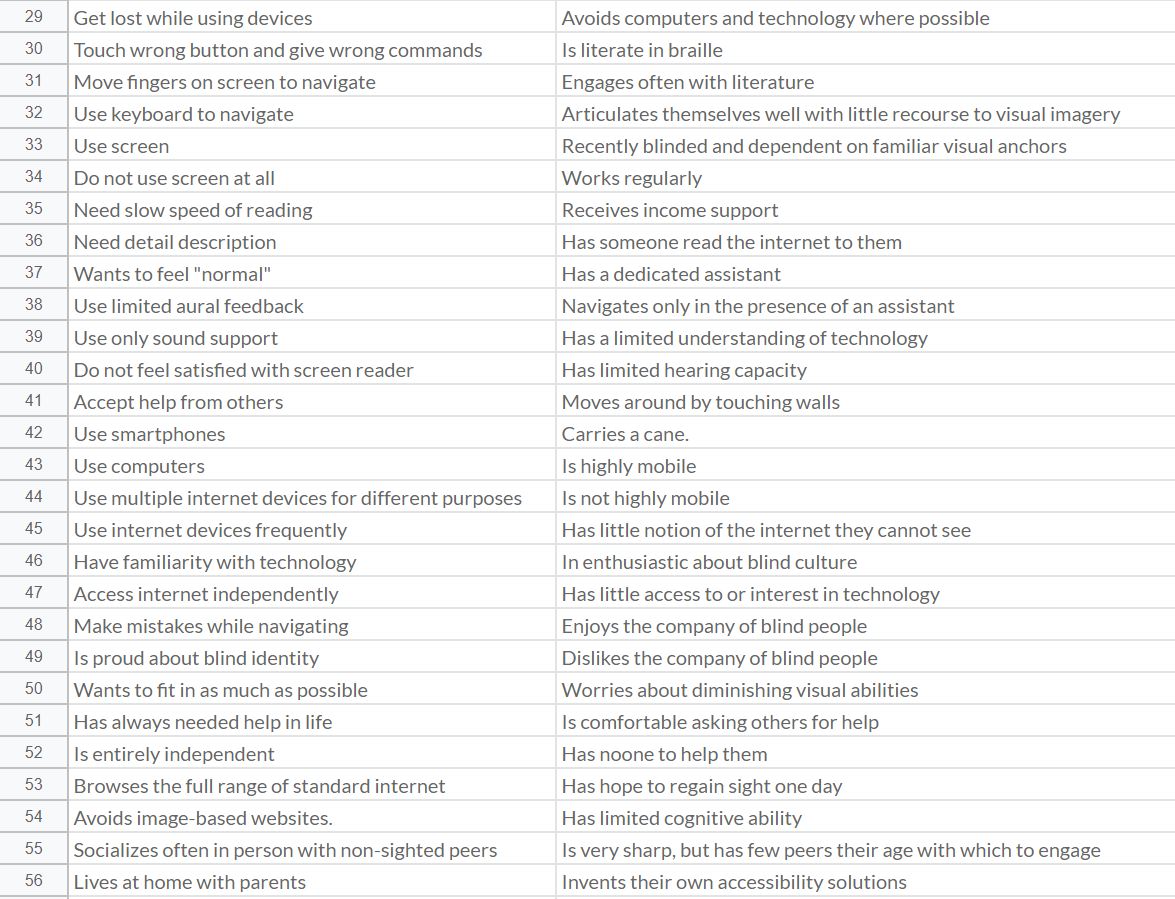 29 Get lost while using devices Avoids computers and technology where possible
30 Touch wrong button and give wrong commands Is literate in braille
31 Move fingers on screen to navigate Engages often with literature
32 Use keyboard to navigate Articulates themselves well with little recourse to visual imagery
33 Use screen Recently blinded and dependent on familiar visual anchors
34 Do not use screen at all Works regularly
35 Need slow speed of reading Receives income support
36 Need detail description Has someone read the internet to them
37 Wants to feel "normal" Has a dedicated assistant
38 Use limited aural feedback Navigates only in the presence of an assistant
39 Use only sound support Has a limited understanding of technology
40 Do not feel satisfied with screen reader Has limited hearing capacity
41 Accept help from others Moves around by touching walls
42 Use smartphones Carries a cane.
43 Use computers Is highly mobile
44 Use multiple internet devices for different purposes Is not highly mobile
45 Use internet devices frequently Has little notion of the internet they cannot see
46 Have familiarity with technology In enthusiastic about blind culture
47 Access internet independently Has little access to or interest in technology
48 Make mistakes while navigating Enjoys the company of blind people
49 Is proud about blind identity Dislikes the company of blind people
50 Wants to fit in as much as possible Worries about diminishing visual abilities
51 Has always needed help in life Is comfortable asking others for help
52 Is entirely independent Has noone to help them
53 Browses the full range of standard internet Has hope to regain sight one day
54 Avoids image-based websites. Has limited cognitive ability
55 Socializes often in person with non-sighted peers Is very sharp, but has few peers their age with which to engage
56 Lives at home with parents Invents their own accessibility solutions